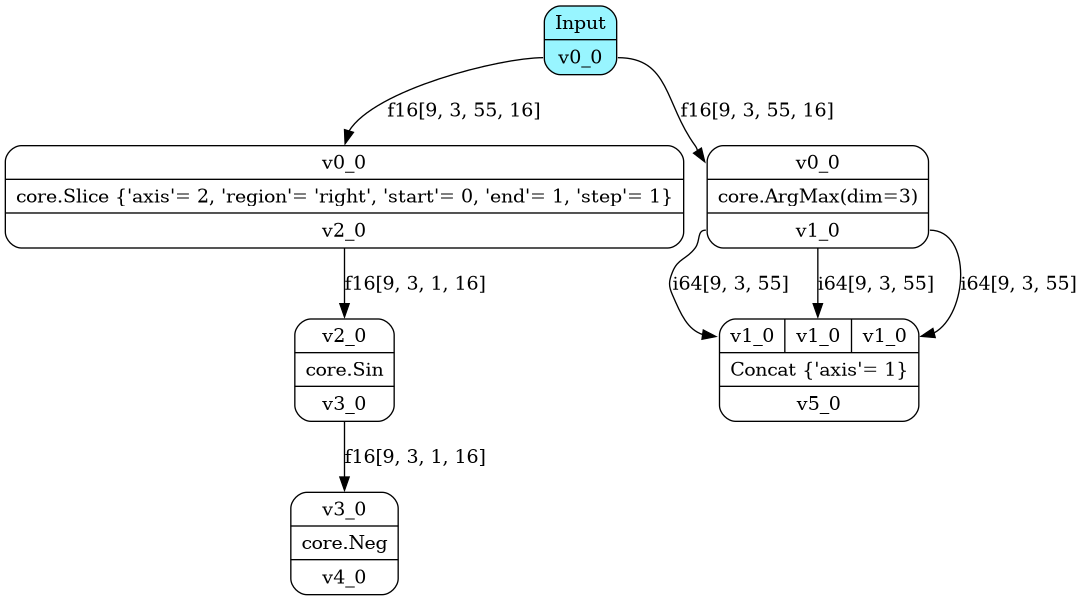 Input
v0_0
f16[9, 3, 55, 16]
f16[9, 3, 55, 16]
v0_0
core.Slice {'axis'= 2, 'region'= 'right', 'start'= 0, 'end'= 1, 'step'= 1}
v2_0
v0_0
core.ArgMax(dim=3)
v1_0
f16[9, 3, 1, 16]
i64[9, 3, 55]
i64[9, 3, 55]
i64[9, 3, 55]
v2_0
core.Sin
v3_0
v1_0 v1_0 v1_0
Concat {'axis'= 1}
v5_0
f16[9, 3, 1, 16]
v3_0
core.Neg
v4_0